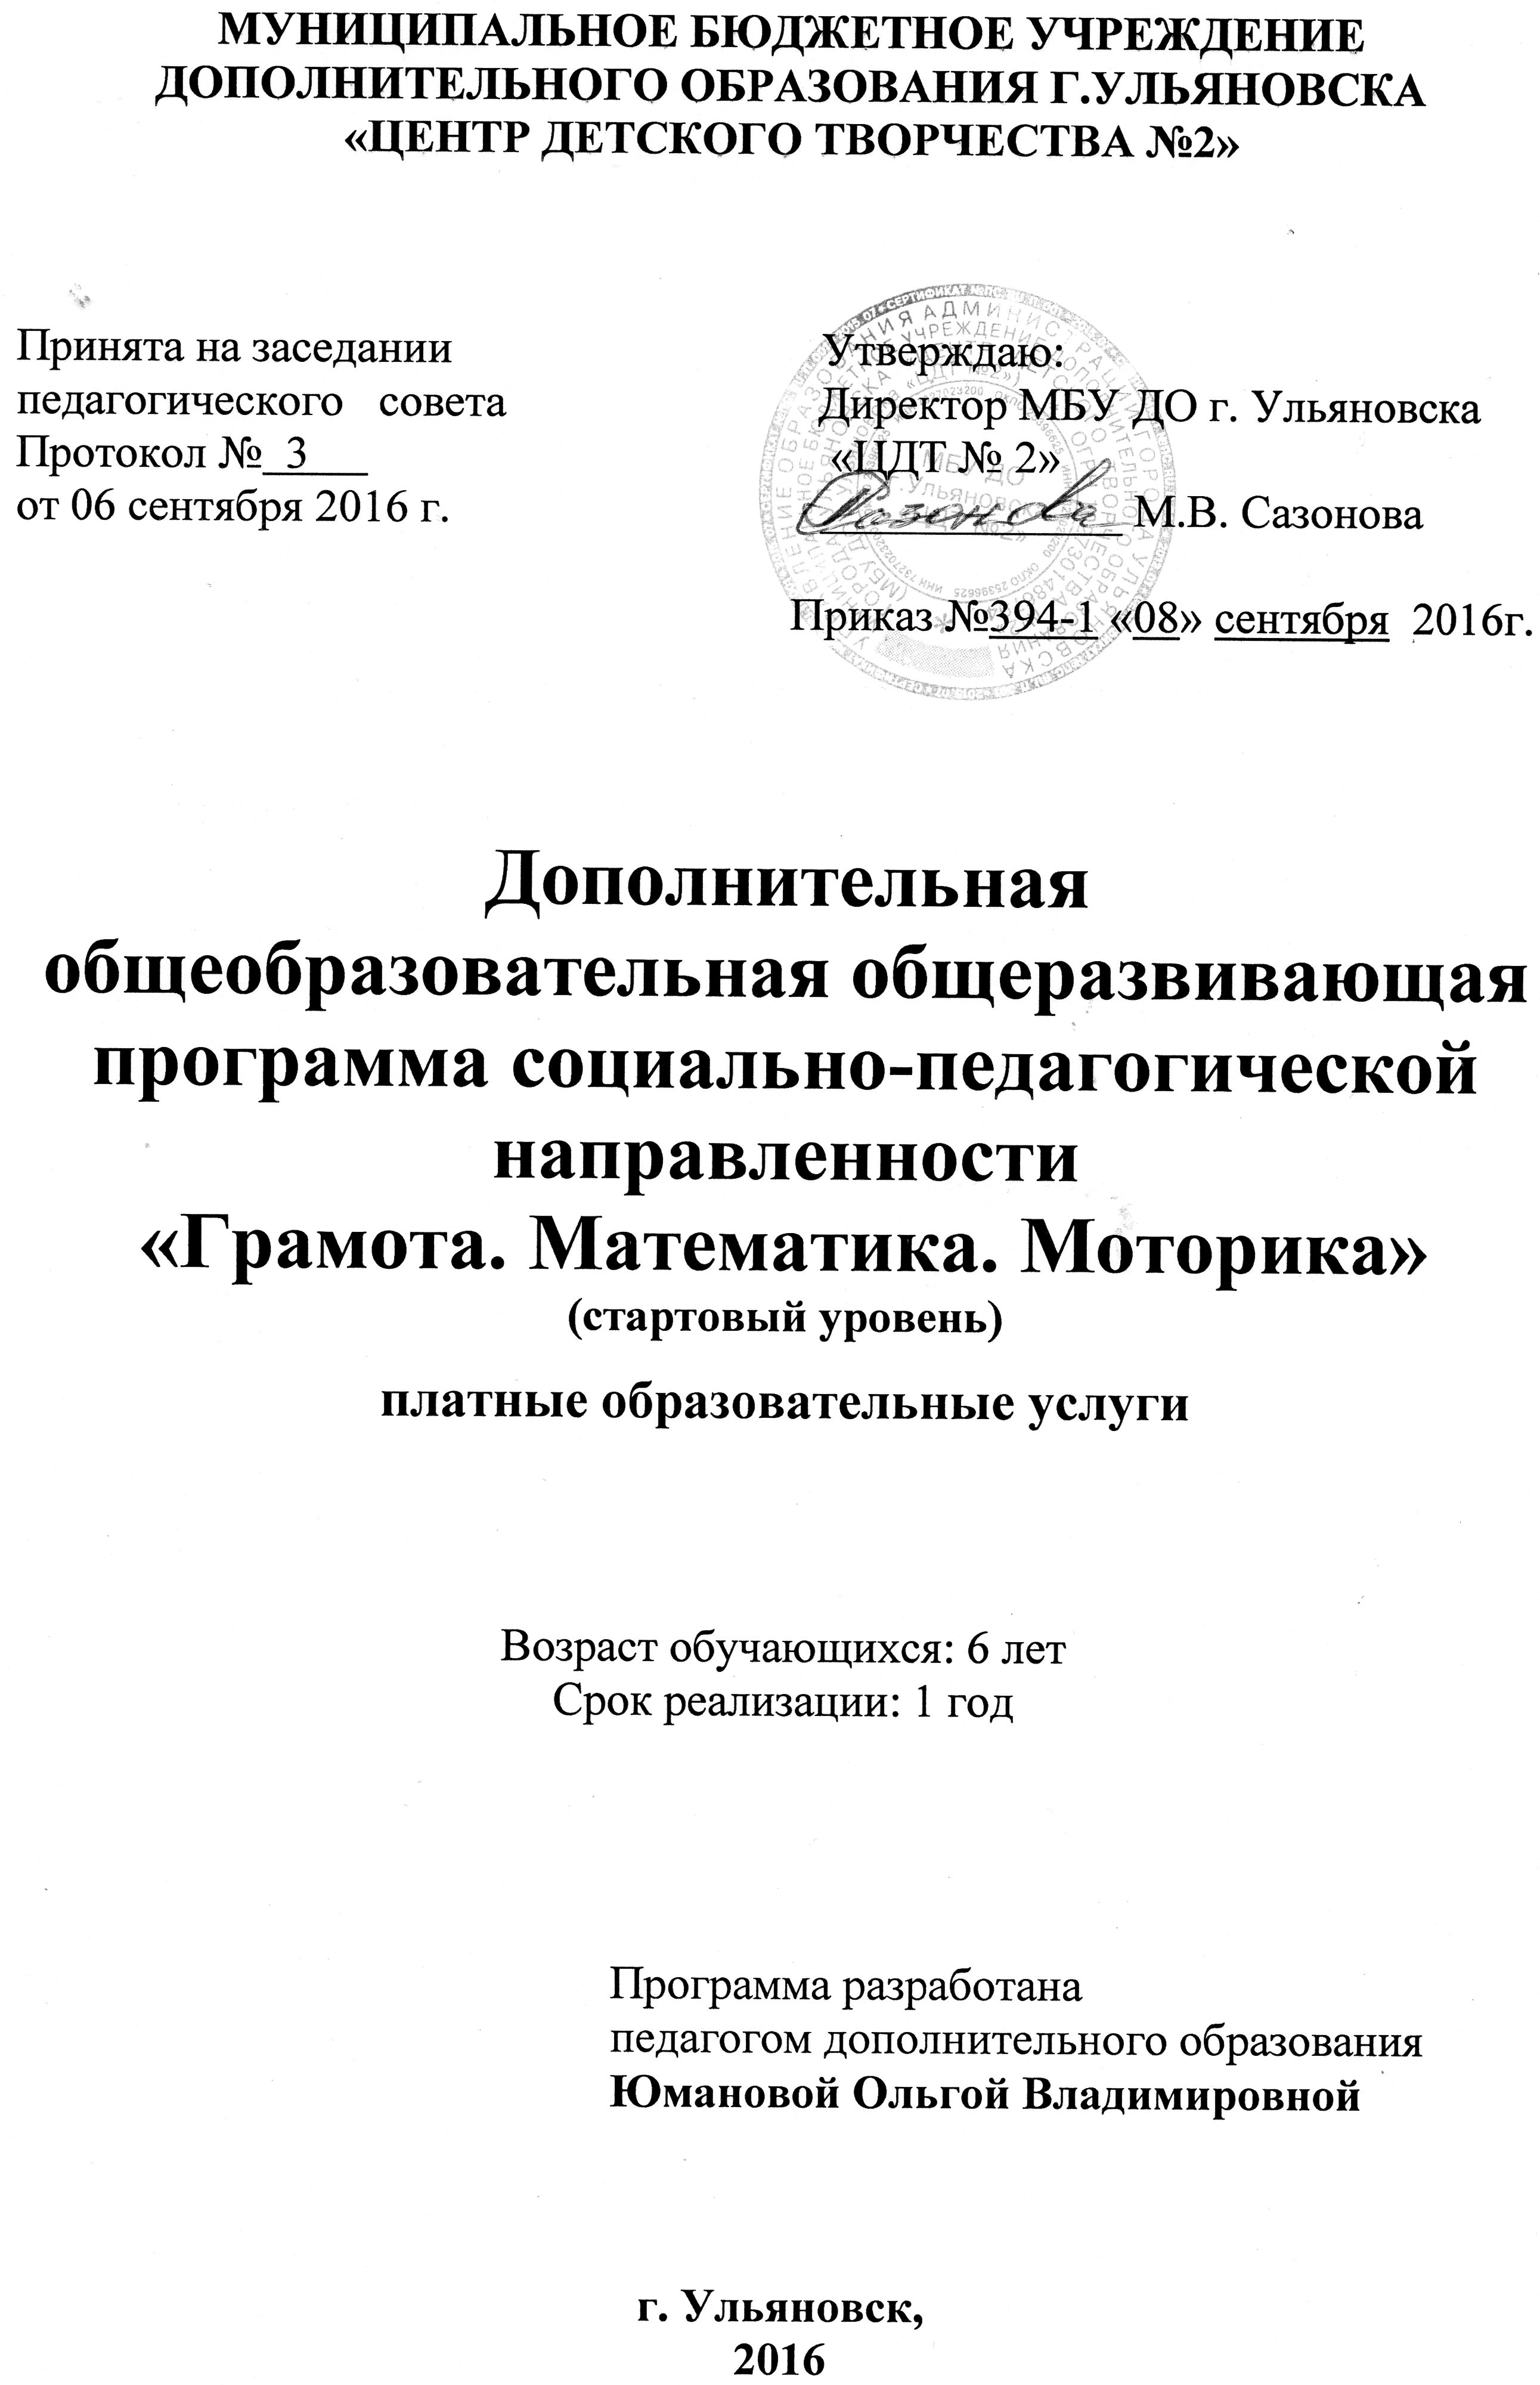 МУНИЦИПАЛЬНОЕ БЮДЖЕТНОЕ УЧРЕЖДЕНИЕ
ДОПОЛНИТЕЛЬНОГО ОБРАЗОВАНИЯ Г.УЛЬЯНОВСКА
«ЦЕНТР ДЕТСКОГО ТВОРЧЕСТВА №2»
Принята на заседании
педагогического совета
Протокол № 3
от 06 сентября 2016 г.
Утверждаю:
Директор МБУ ДО г. Ульяновска
«ЦДТ № 2»
Сазонова М.В. Сазонова
Приказ №394-1 «08» сентября 2016г.
Дополнительная
общеобразовательная общеразвивающая
программа социально-педагогической
направленности
«Грамота. Математика. Моторика»
(стартовый уровень)
платные образовательные услуги
Возраст обучающихся: 6 лет
Срок реализации: 1 год
Программа разработана
педагогом дополнительного образования
Юмановой Ольгой Владимировной
г. Ульяновск,
2016